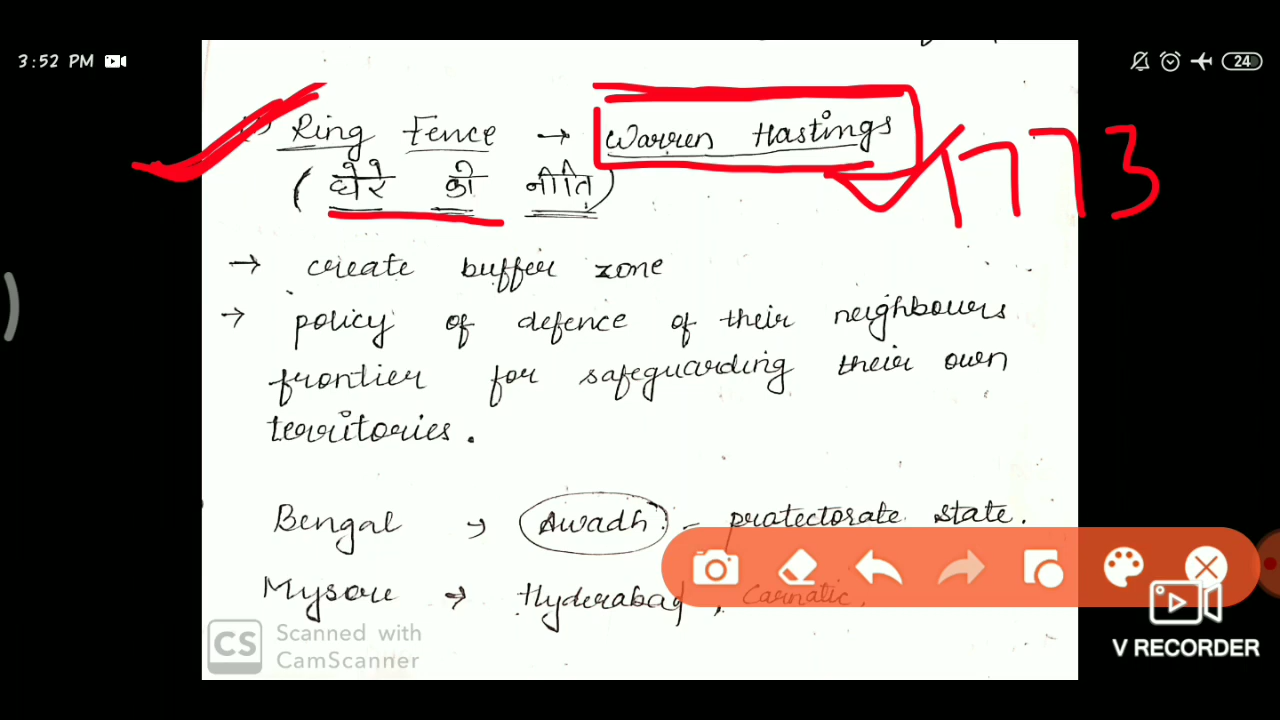 3:52 PM
24
Ring Fence → Warren Hastings
1773
(घेरे की नीति)
→ create buffer zone
→ policy of defence of their neighbours
frontier for safeguarding their own
territories.
Bengal → Awadh - protectorate state.
Mysore → Hyderabad, Carnatic.
CS Scanned with
CamScanner
V RECORDER